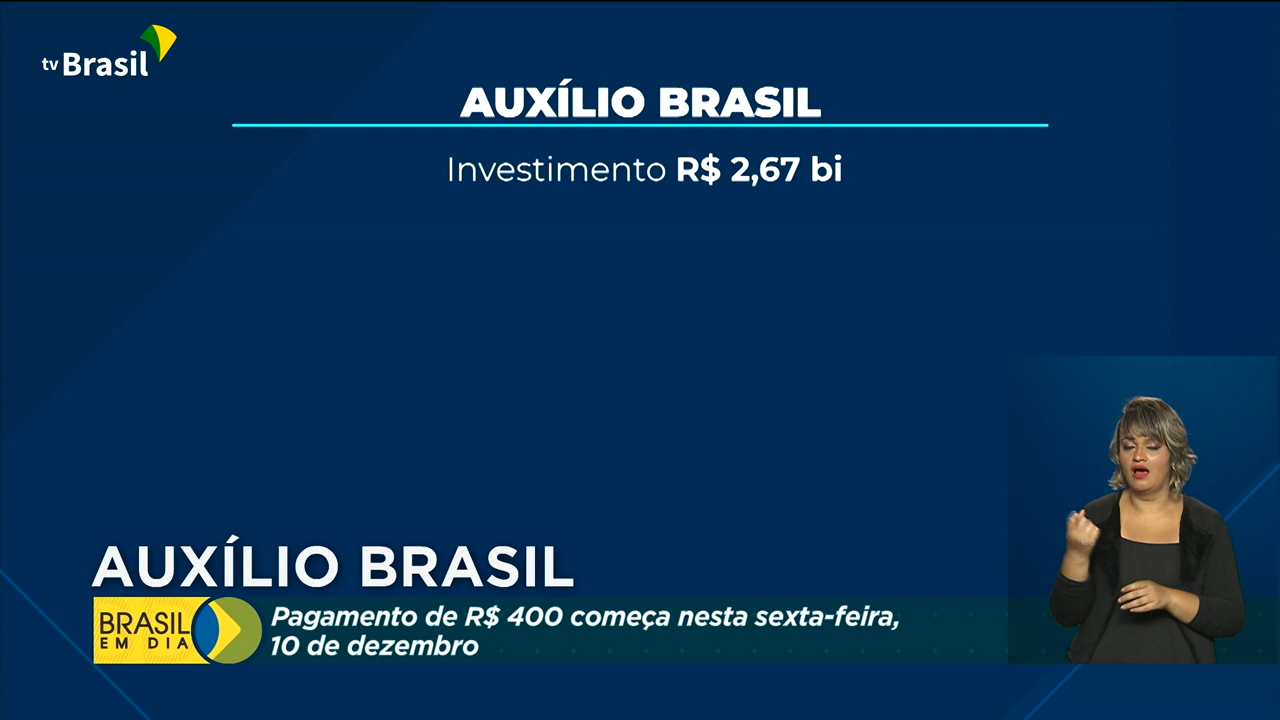 tv Brasil
AUXÍLIO BRASIL
Investimento R$ 2,67 bi
AUXÍLIO BRASIL
BRASIL
EM DIA
Pagamento de R$ 400 começa nesta sexta-feira,
10 de dezembro